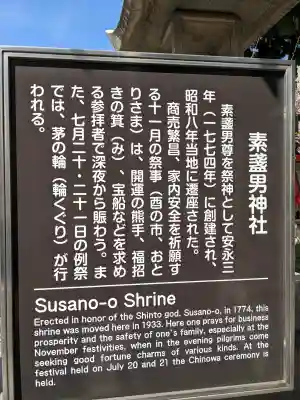 素盞男神社
素盞男尊を祭神として安永三
年（一七七四年）に創建され、
昭和八年当地に遷座された。
商売繁昌、家内安全を祈願す
る十一月の祭事（酉の市、おと
りさま）は、開運の熊手、福招
きの箕（み）、宝船などを求め
る参拝者で深夜から賑わう。ま
た、七月二十・二十一日の例祭
では、茅の輪（輪くぐり）が行
われる。
Susano-o Shrine
Erected in honor of the Shinto god. Susano-o, in 1774, this
shrine was moved here in 1933. Here one prays for business
prosperity and the safety of one's family, especially at the
November festivities, when in the evening pilgrims come
seeking good fortune charms of various kinds. At the
festival held on July 20 and 21 the Chinowa ceremony is
held.